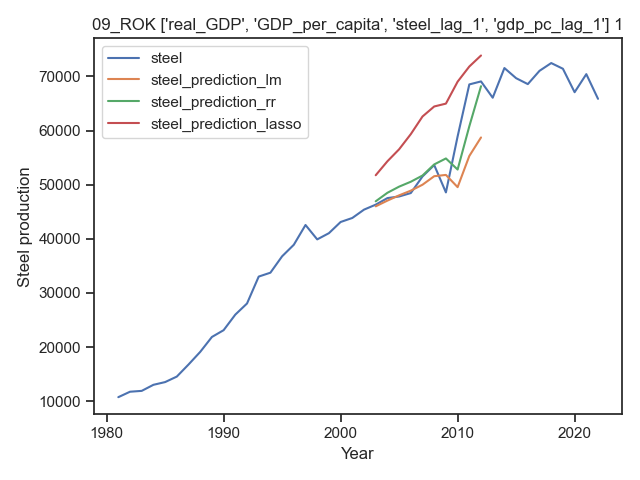 09_ROK ['real_GDP', 'GDP_per_capita', 'steel_lag_1', 'gdp_pc_lag_1'] 1
steel
steel_prediction_lm
steel_prediction_rr
steel_prediction_lasso
70000
60000
50000
40000
30000
20000
10000
Steel production
1980
1990
2000
2010
2020
Year